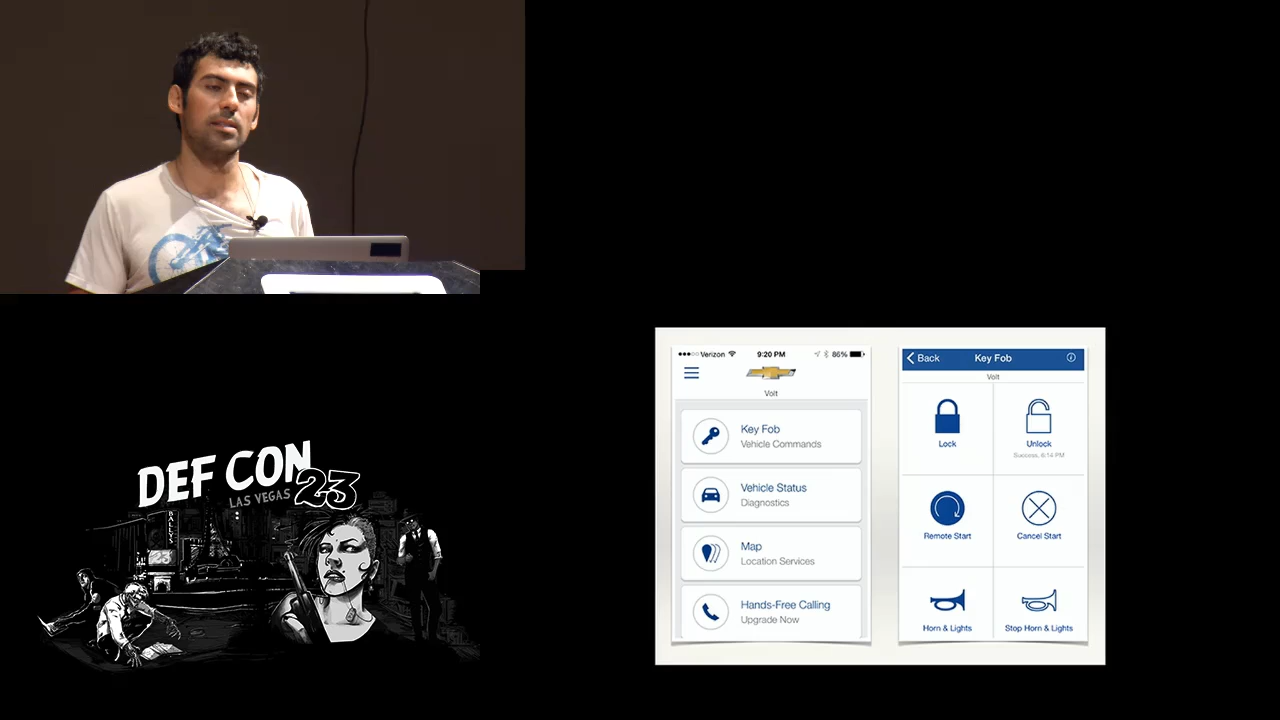 DEF CON 23
LAS VEGAS
BALLYS
23
Verizon 9:20 PM 86%
Volt
Key Fob
Vehicle Commands
Vehicle Status
Diagnostics
Map
Location Services
Hands-Free Calling
Upgrade Now
Back Key Fob
Volt
Lock Unlock
Success, 6:14 PM
Remote Start Cancel Start
Horn & Lights Stop Horn & Lights